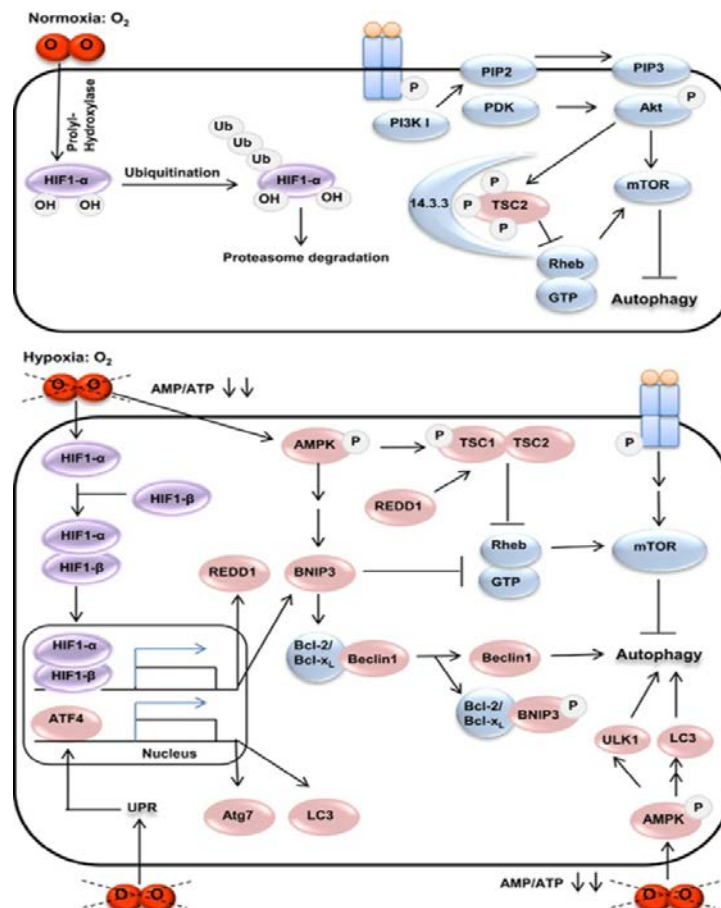 Normoxia: O₂
O O
Prolyl-
Hydroxylase
HIF1-α
OH OH
Ubiquitination
Ub
Ub
Ub
HIF1-α
OH OH
Proteasome degradation
P
PI3K I
PIP2
PIP3
PDK
Akt
P
14.3.3
P
P
TSC2
P
mTOR
Rheb
GTP
Autophagy
Hypoxia: O₂
O O
AMP/ATP
HIF1-α
HIF1-β
HIF1-α
HIF1-β
AMPK
P
P
TSC1
TSC2
REDD1
P
REDD1
BNIP3
Rheb
GTP
mTOR
HIF1-α
HIF1-β
ATF4
Nucleus
Bcl-2/
Bcl-xL
Beclin1
Beclin1
Bcl-2/
Bcl-xL
BNIP3
P
Autophagy
ULK1
LC3
UPR
Atg7
LC3
AMPK
P
AMP/ATP
O O
O O